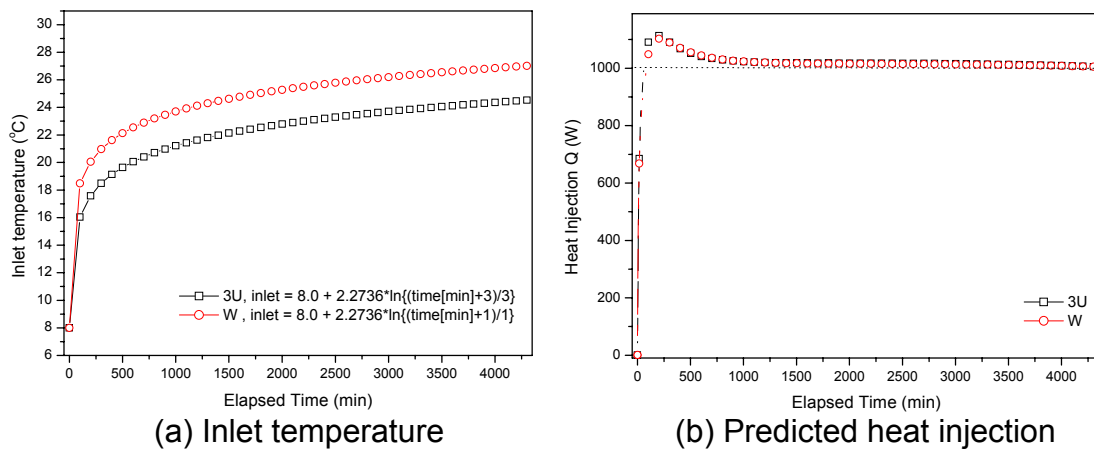 30
28
26
24
22
20
18
16
14
12
10
8
6
Inlet temperature (°C)
3U, inlet = 8.0 + 2.2736*ln{(time[min]+3)/3}
W , inlet = 8.0 + 2.2736*ln{(time[min]+1)/1}
0 500 1000 1500 2000 2500 3000 3500 4000
Elapsed Time (min)
(a) Inlet temperature
1000
800
600
400
200
0
Heat Injection Q (W)
3U
W
0 500 1000 1500 2000 2500 3000 3500 4000
Elapsed Time (min)
(b) Predicted heat injection